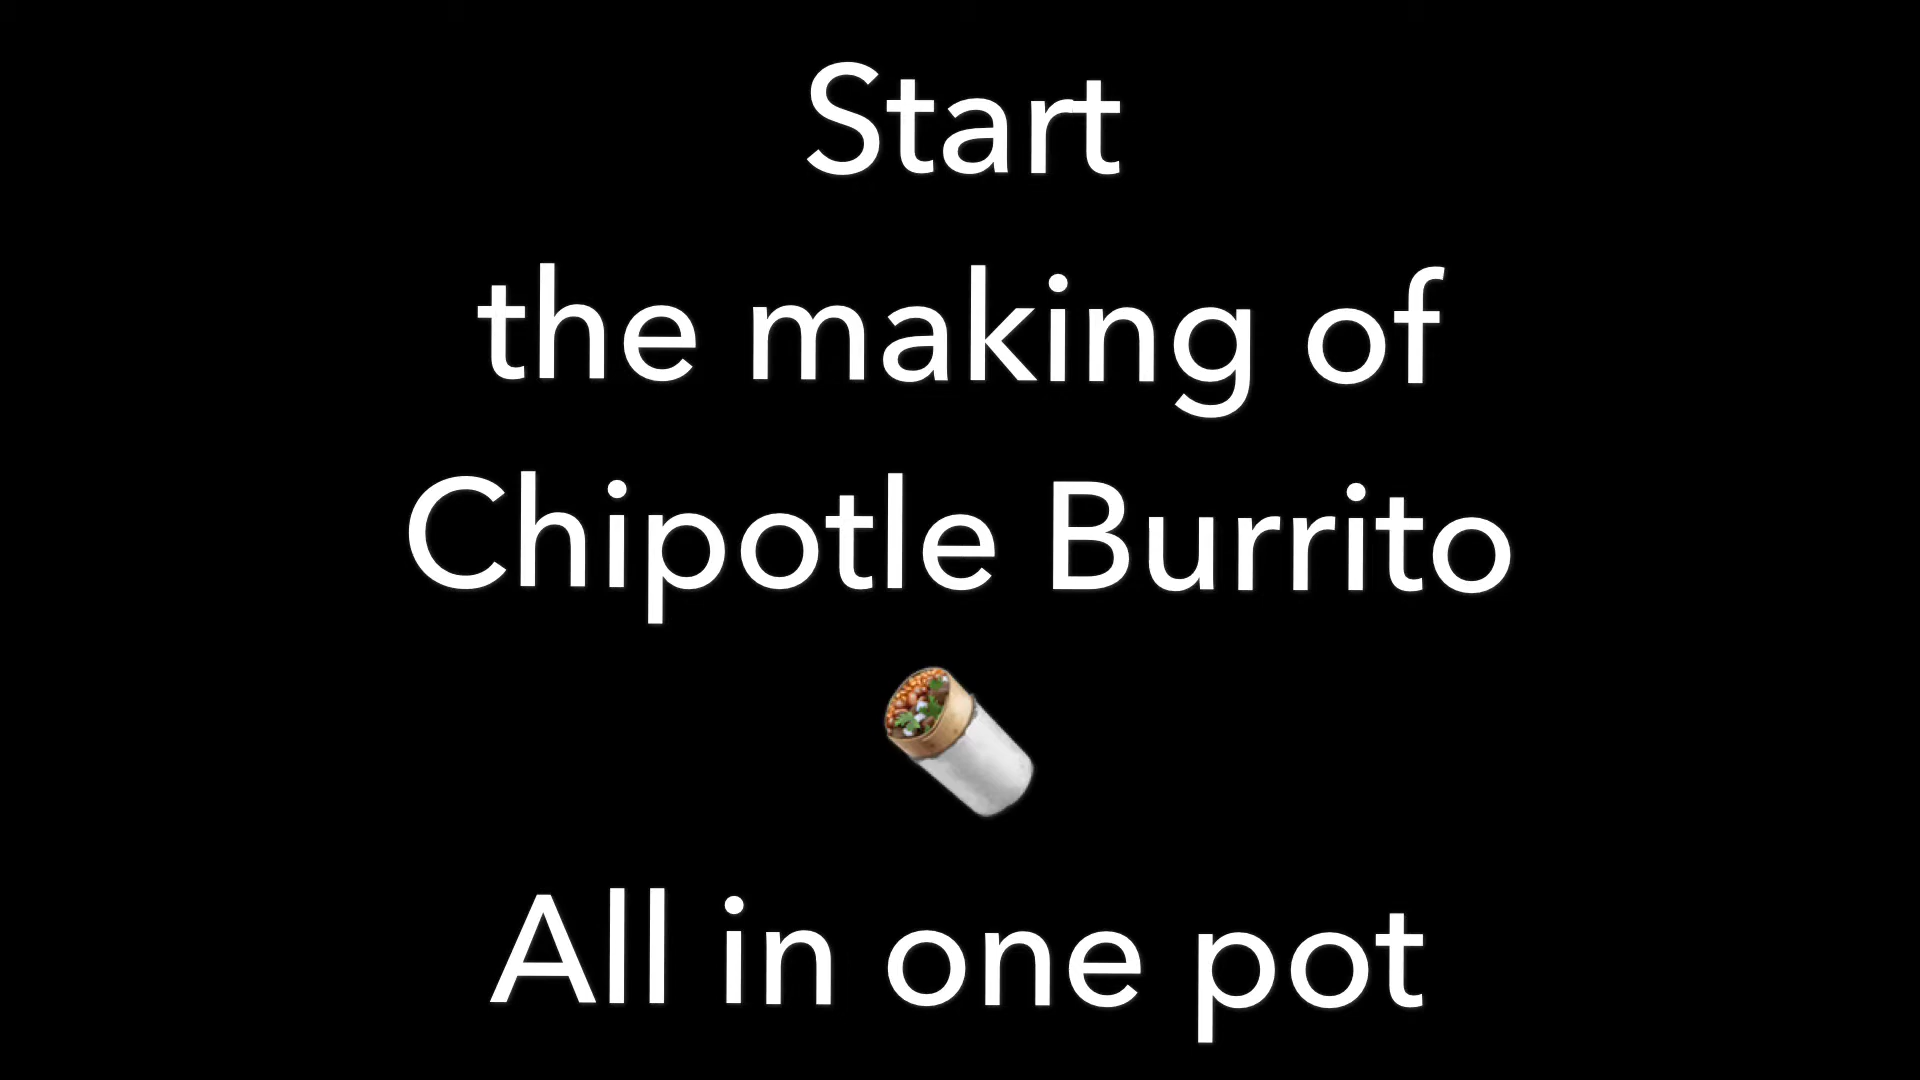 Start
the making of
Chipotle Burrito
🌯
All in one pot